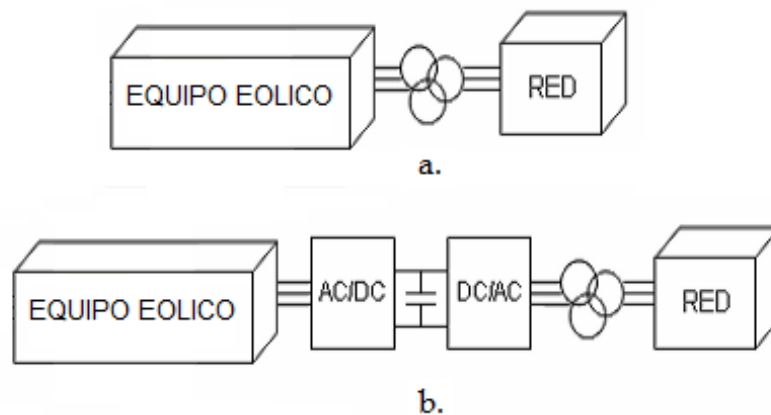 EQUIPO EOLICO
RED
a.
EQUIPO EOLICO
AC/DC
DC/AC
RED
b.